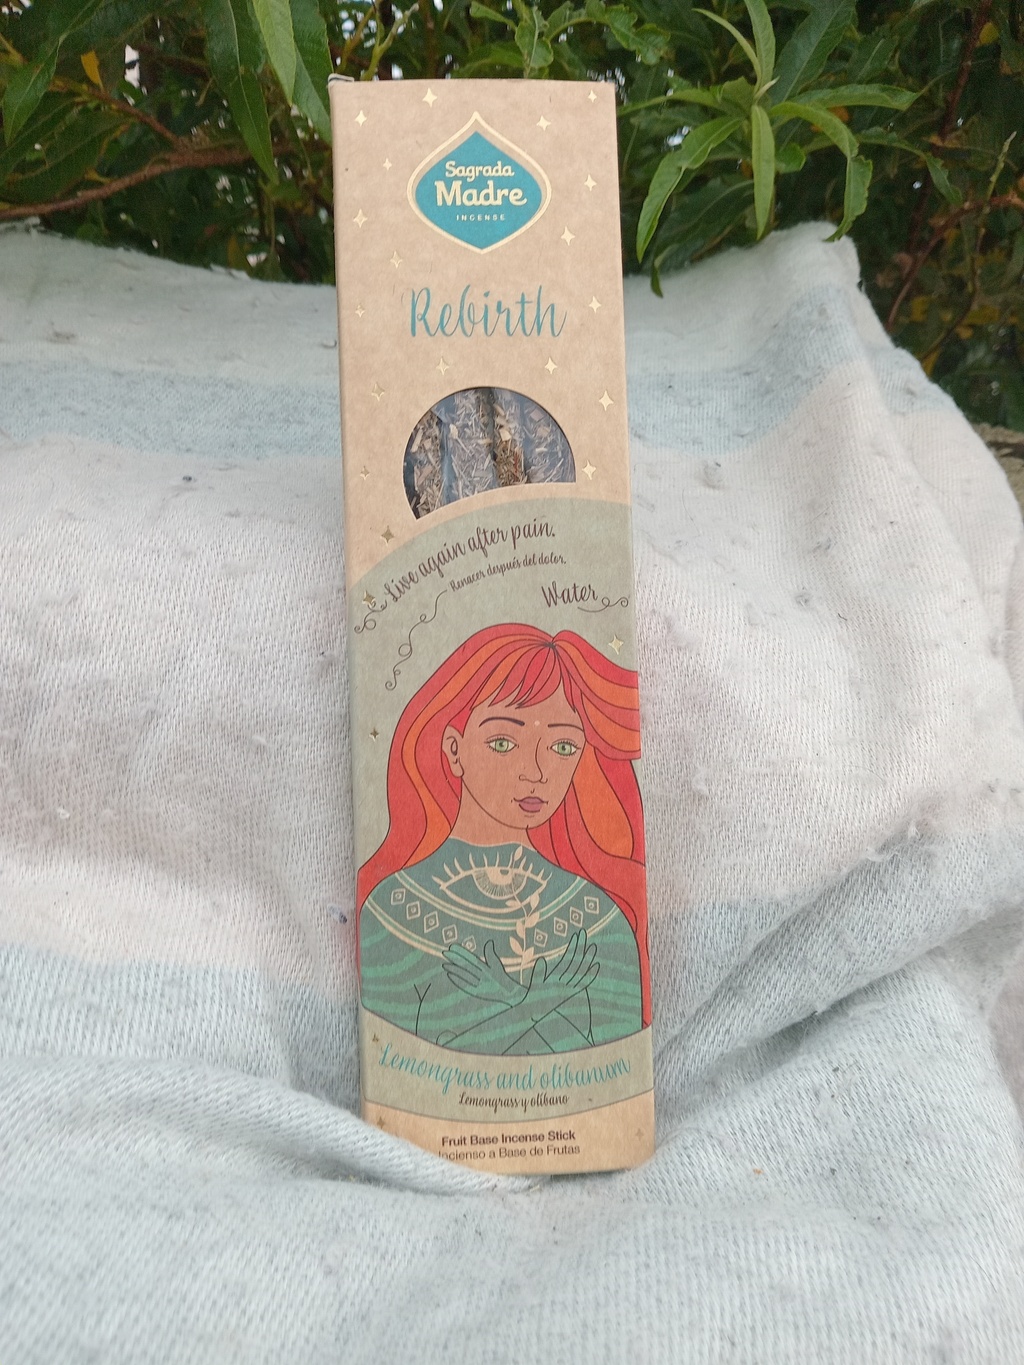 Sagrada
Madre
INCENSE
Rebirth
Live again after pain.
Renacer después del dolor.
Water
Lemongrass and olibanum
Lemongrass y olíbano
Fruit Base Incense Stick
Incienso a Base de Frutas